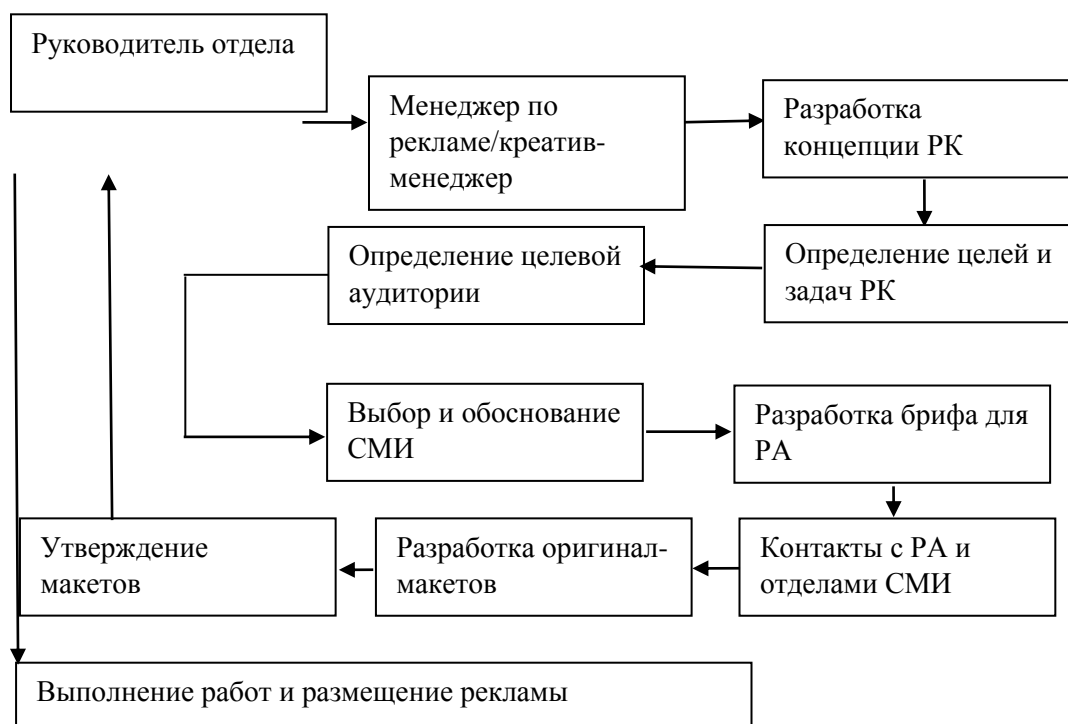 Руководитель отдела
Менеджер по
рекламе/креатив-
менеджер
Разработка
концепции РК
Определение целевой
аудитории
Определение целей и
задач РК
Выбор и обоснование
СМИ
Разработка брифа для
РА
Утверждение
макетов
Разработка оригинал-
макетов
Контакты с РА и
отделами СМИ
Выполнение работ и размещение рекламы